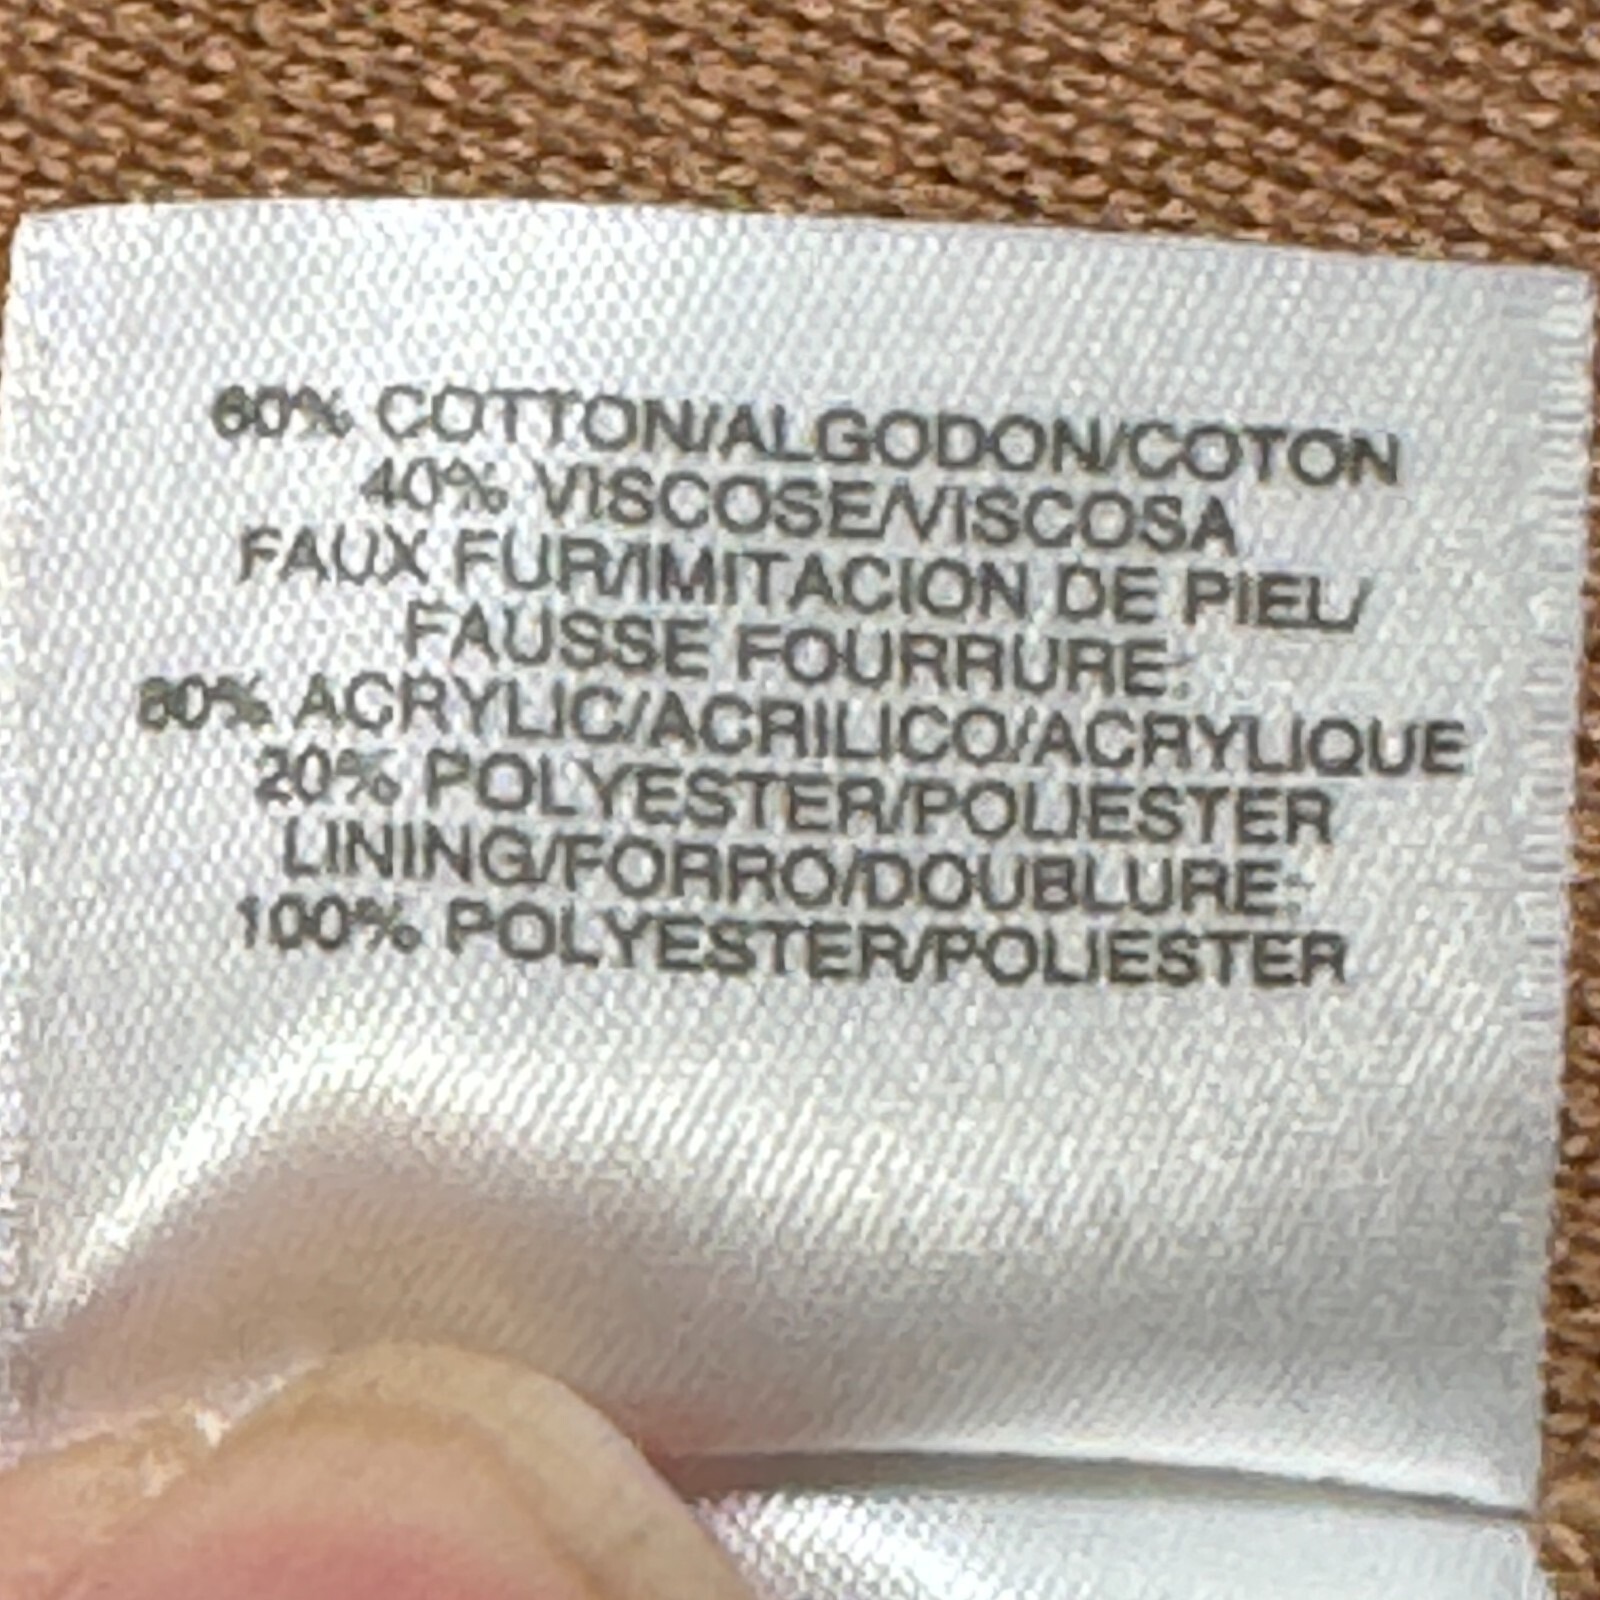 60% COTTON/ALGODON/COTON
40% VISCOSE/VISCOSA
FAUX FUR/IMITACION DE PIEL/
FAUSSE FOURRURE:
80% ACRYLIC/ACRILICO/ACRYLIQUE
20% POLYESTER/POLIESTER
LINING/FORRO/DOUBLURE:
100% POLYESTER/POLIESTER